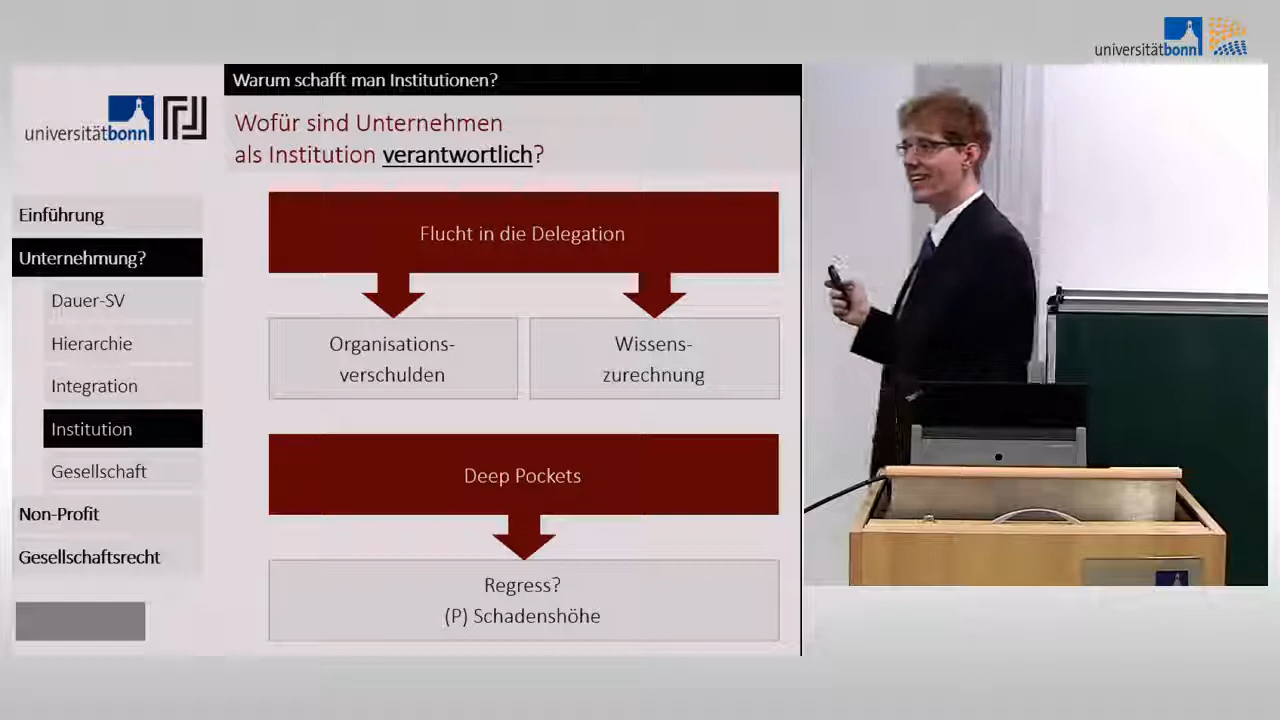 universitätbonn
Warum schafft man Institutionen?
universitätbonn
Wofür sind Unternehmen
als Institution verantwortlich?
Einführung
Unternehmung?
Dauer-SV
Hierarchie
Integration
Institution
Gesellschaft
Non-Profit
Gesellschaftsrecht
Flucht in die Delegation
Organisations-
verschulden
Wissens-
zurechnung
Deep Pockets
Regress?
(P) Schadenshöhe